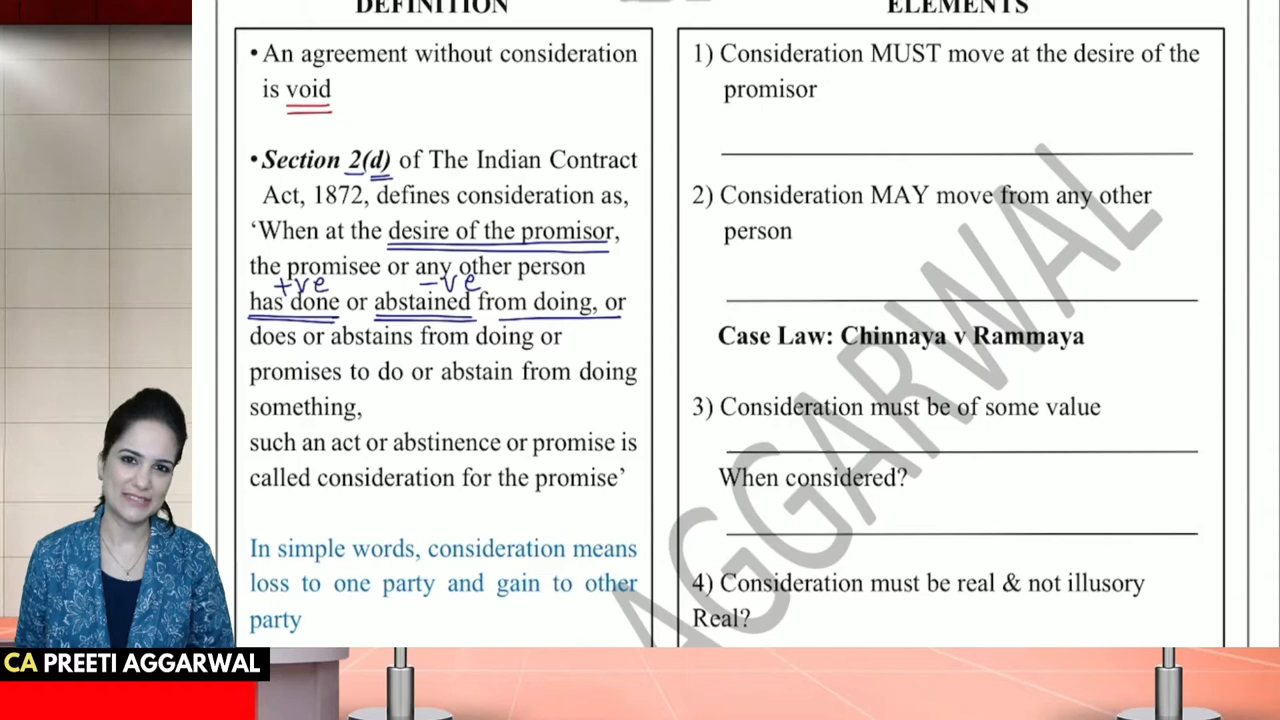 DEFINITION
• An agreement without consideration
is void
• Section 2(d) of The Indian Contract
Act, 1872, defines consideration as,
‘When at the desire of the promisor,
the promisee or any other person
+ve -ve
has done or abstained from doing, or
does or abstains from doing or
promises to do or abstain from doing
something,
such an act or abstinence or promise is
called consideration for the promise’
In simple words, consideration means
loss to one party and gain to other
party
ELEMENTS
1) Consideration MUST move at the desire of the
promisor
2) Consideration MAY move from any other
person
Case Law: Chinnaya v Rammaya
3) Consideration must be of some value
When considered?
4) Consideration must be real & not illusory
Real?
AGGARWAL
CA PREETI AGGARWAL